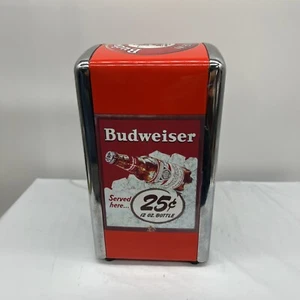 Budweiser
Served
here...
25¢
12 OZ. BOTTLE